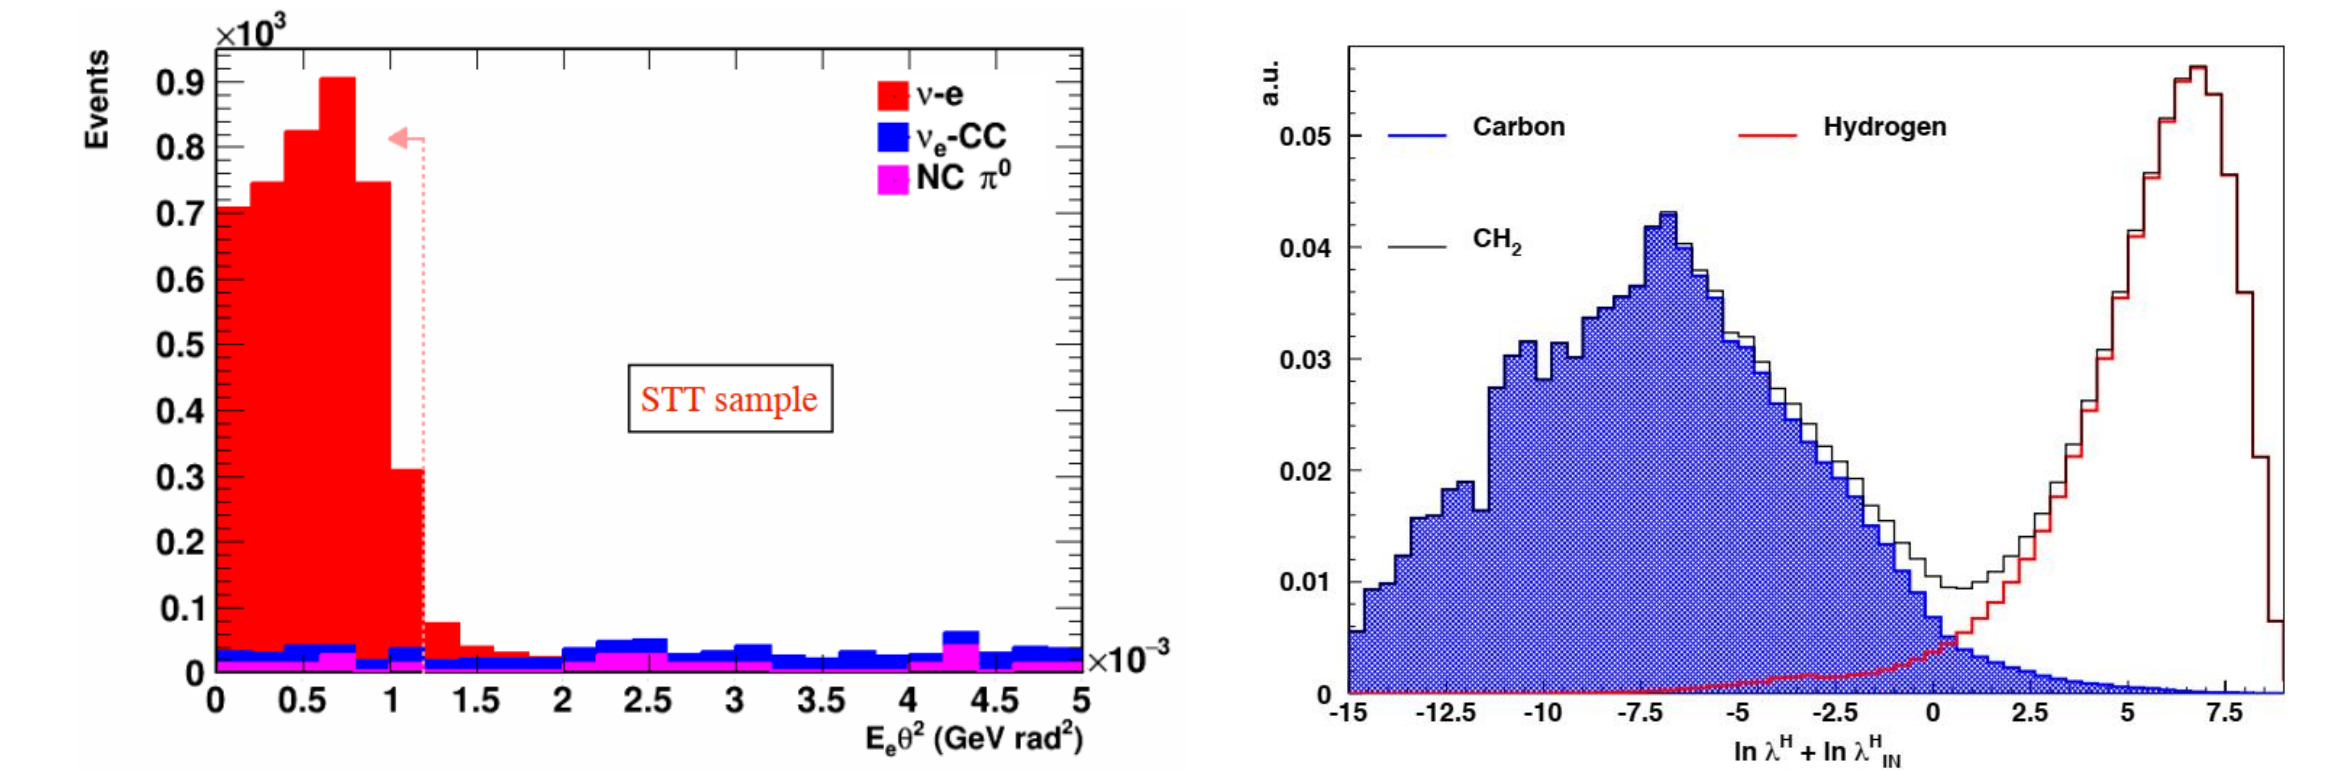 ×10³
Events
0.9
0.8
0.7
0.6
0.5
0.4
0.3
0.2
0.1
0
ν-e
νₑ-CC
NC π⁰
STT sample
0 0.5 1 1.5 2 2.5 3 3.5 4 4.5 5
×10⁻³
Eₑθ² (GeV rad²)
a.u.
0.05
0.04
0.03
0.02
0.01
0
Carbon
Hydrogen
CH₂
-15 -12.5 -10 -7.5 -5 -2.5 0 2.5 5 7.5
ln λᴴ + ln λᴴ_IN